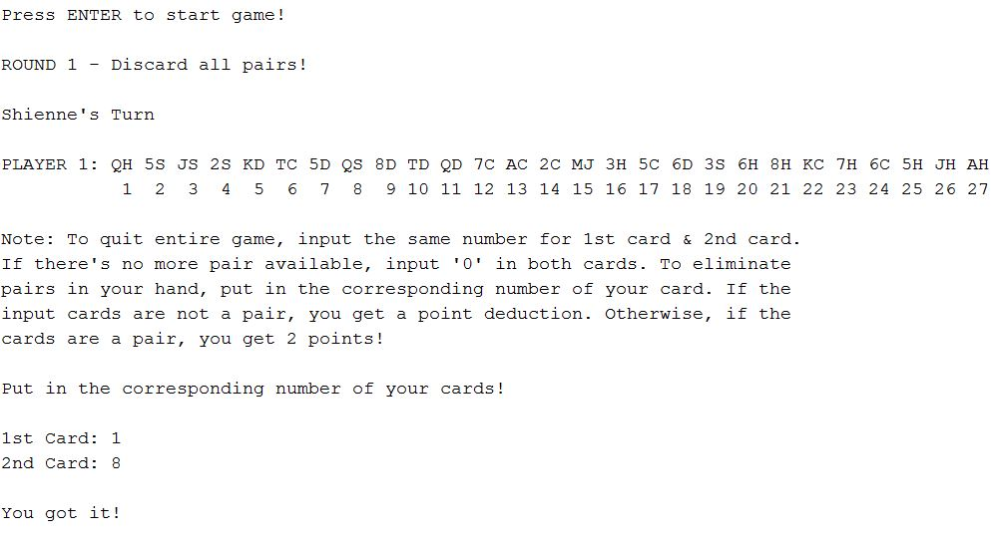 Press ENTER to start game!
ROUND 1 - Discard all pairs!
Shienne's Turn
PLAYER 1: QH 5S JS 2S KD TC 5D QS 8D TD QD 7C AC 2C MJ 3H 5C 6D 3S 6H 8H KC 7H 6C 5H JH AH
1 2 3 4 5 6 7 8 9 10 11 12 13 14 15 16 17 18 19 20 21 22 23 24 25 26 27
Note: To quit entire game, input the same number for 1st card & 2nd card.
If there's no more pair available, input '0' in both cards. To eliminate
pairs in your hand, put in the corresponding number of your card. If the
input cards are not a pair, you get a point deduction. Otherwise, if the
cards are a pair, you get 2 points!
Put in the corresponding number of your cards!
1st Card: 1
2nd Card: 8
You got it!